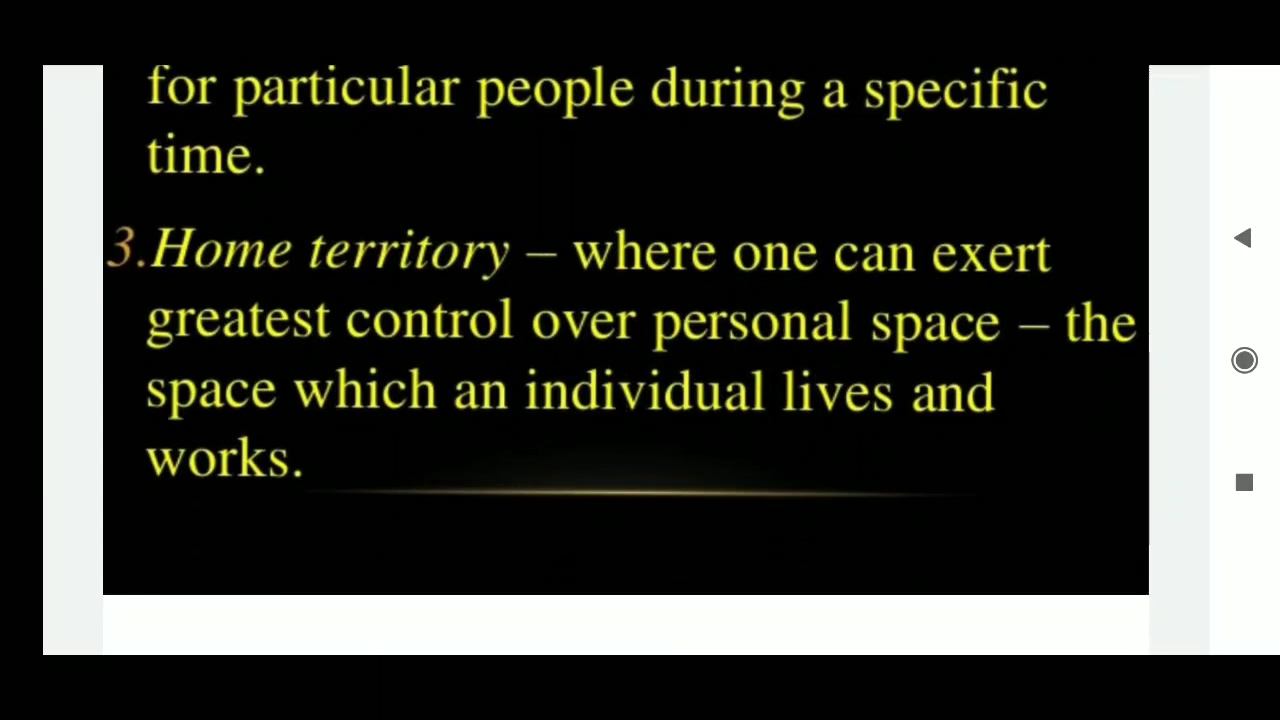 for particular people during a specific
time.
3.Home territory – where one can exert
greatest control over personal space – the
space which an individual lives and
works.